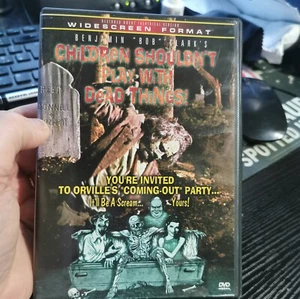 WIDESCREEN FORMAT
BENJAMIN "BOB" CLARK'S
CHILDREN SHOULDN'T
PLAY WITH
DEAD THINGS!
YOU'RE INVITED
TO ORVILLE'S, 'COMING-OUT' PARTY...
It'll Be A Scream... Yours!
DVD
SPOTTED